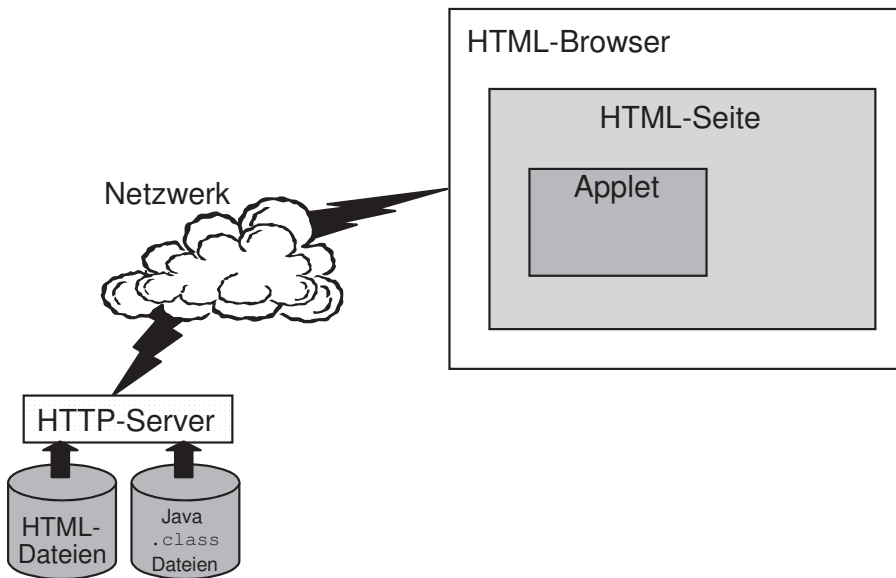 HTML-Browser
HTML-Seite
Applet
Netzwerk
HTTP-Server
HTML-
Dateien
Java
.class
Dateien